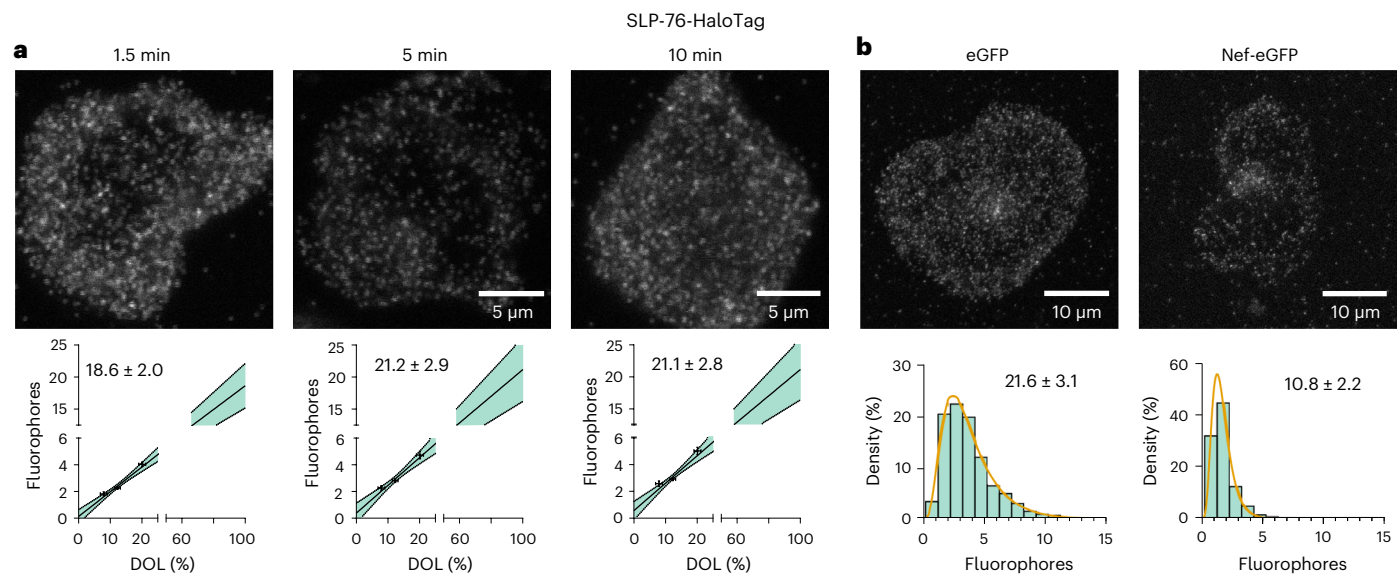 SLP-76-HaloTag
a
1.5 min
5 min
10 min
5 µm
5 µm
b
eGFP
Nef-eGFP
10 µm
10 µm
Fluorophores
25
20
15
6
4
2
0
18.6 ± 2.0
0 10 20 60 100
DOL (%)
25
20
15
6
4
2
0
21.2 ± 2.9
0 10 20 60 100
DOL (%)
25
20
15
6
4
2
0
21.1 ± 2.8
0 10 20 60 100
DOL (%)
Density (%)
30
20
10
0
21.6 ± 3.1
0 5 10 15
Fluorophores
Density (%)
60
40
20
0
10.8 ± 2.2
0 5 10 15
Fluorophores